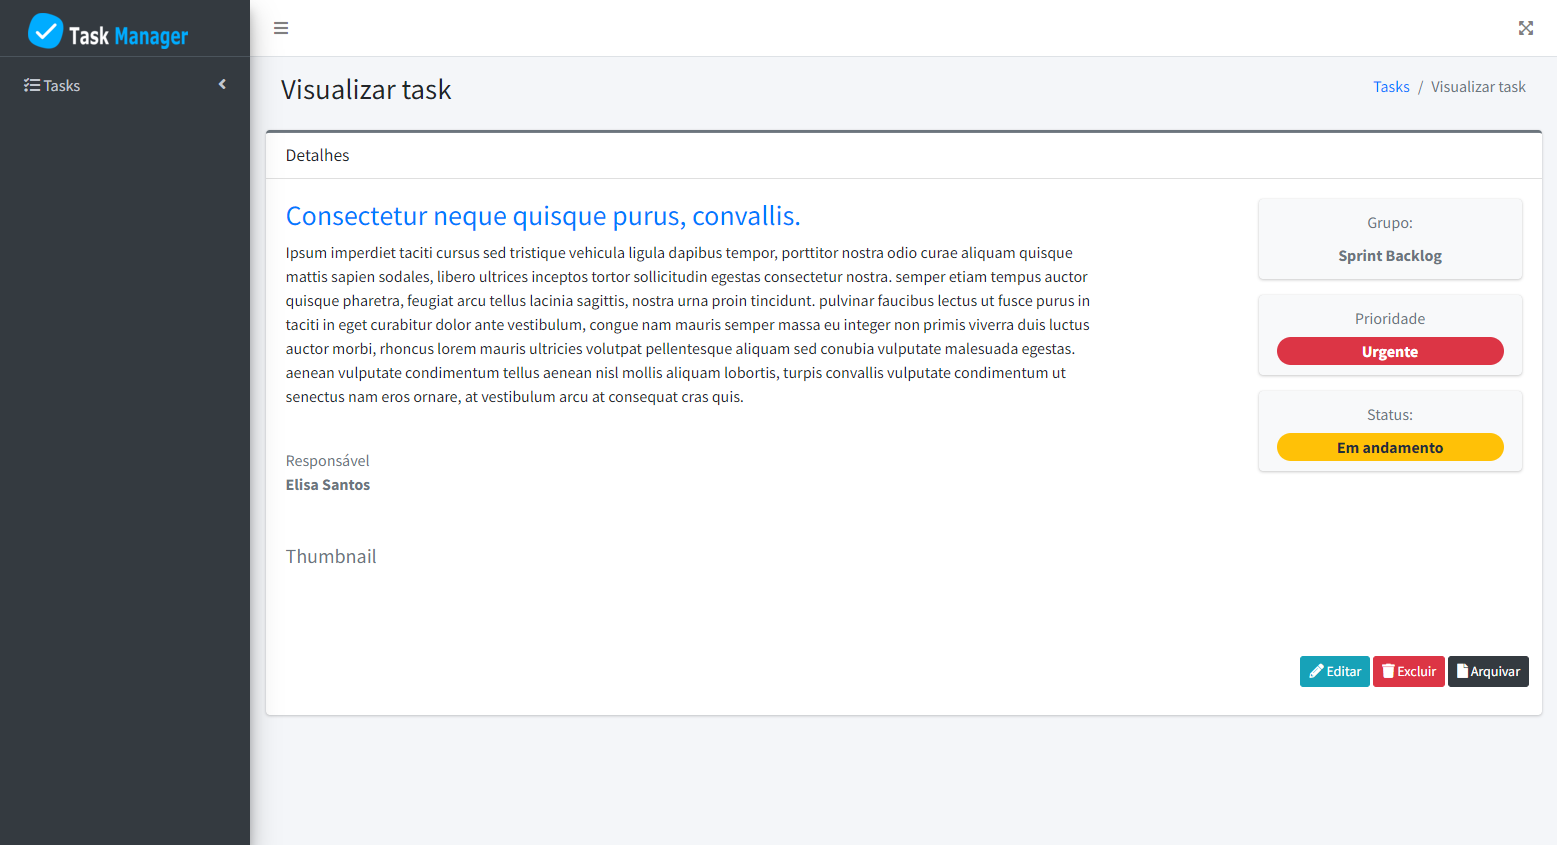 Task Manager
Tasks
Visualizar task
Tasks / Visualizar task
Detalhes
Consectetur neque quisque purus, convallis.
Ipsum imperdiet taciti cursus sed tristique vehicula ligula dapibus tempor, porttitor nostra odio curae aliquam quisque
mattis sapien sodales, libero ultrices inceptos tortor sollicitudin egestas consectetur nostra. semper etiam tempus auctor
quisque pharetra, feugiat arcu tellus lacinia sagittis, nostra urna proin tincidunt. pulvinar faucibus lectus ut fusce purus in
taciti in eget curabitur dolor ante vestibulum, congue nam mauris semper massa eu integer non primis viverra duis luctus
auctor morbi, rhoncus lorem mauris ultricies volutpat pellentesque aliquam sed conubia vulputate malesuada egestas.
aenean vulputate condimentum tellus aenean nisl mollis aliquam lobortis, turpis convallis vulputate condimentum ut
senectus nam eros ornare, at vestibulum arcu at consequat cras quis.
Responsável
Elisa Santos
Thumbnail
Grupo:
Sprint Backlog
Prioridade
Urgente
Status:
Em andamento
Editar
Excluir
Arquivar